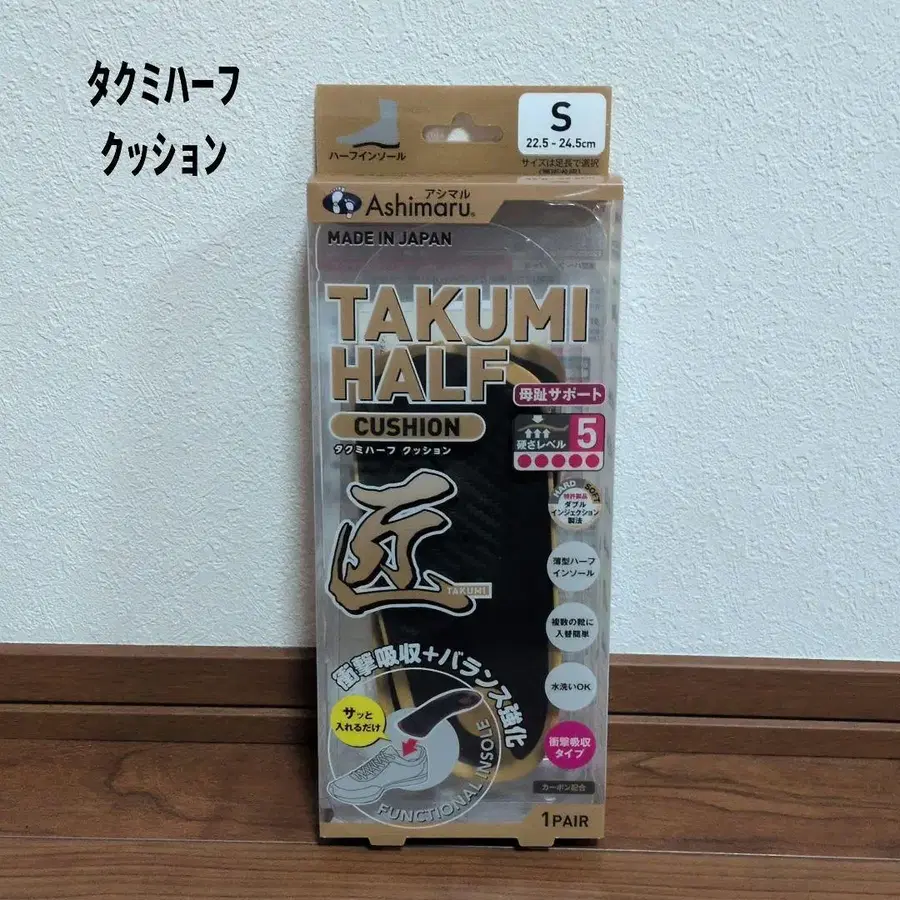 タクミハーフ
クッション
ハーフインソール
S
22.5 - 24.5cm
サイズは足長で選択
アシマル
Ashimaru®
MADE IN JAPAN
TAKUMI
HALF
CUSHION
タクミハーフ クッション
母趾サポート
硬さレベル 5
HARD SOFT
特許製品
ダブル
インジェクション
製法
匠
TAKUMI
薄型ハーフ
インソール
複数の靴に
入替簡単
水洗いOK
衝撃吸収+バランス強化
サッと
入れるだけ
FUNCTIONAL INSOLE
衝撃吸収
タイプ
カーボン配合
1PAIR